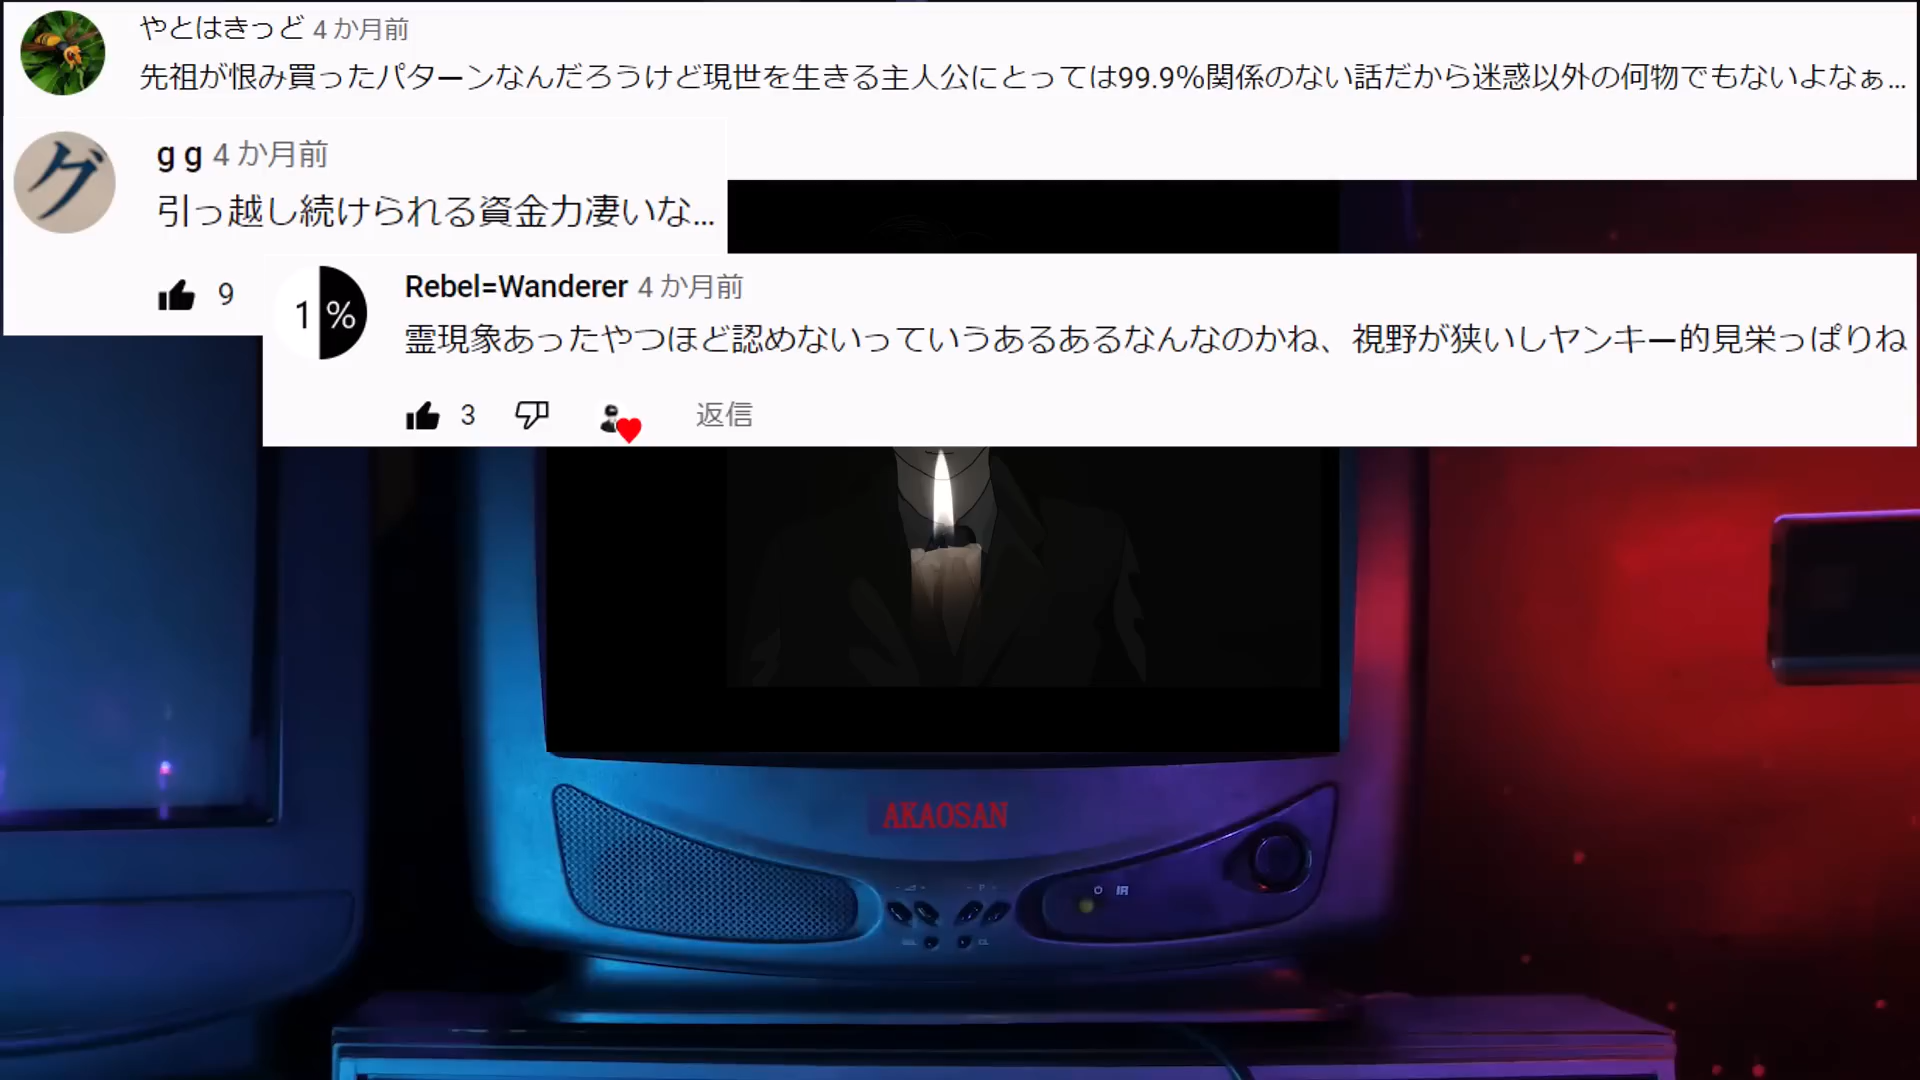 やとはきっど 4 か月前
先祖が恨み買ったパターンなんだろうけど現世を生きる主人公にとっては99.9%関係のない話だから迷惑以外の何物でもないよなぁ...
グ
g g 4 か月前
引っ越し続けられる資金力凄いな...
9
1%
Rebel=Wanderer 4 か月前
霊現象あったやつほど認めないっていうあるあるなんなのかね、視野が狭いしヤンキー的見栄っぱりね
3 返信
AKAOSAN
- P -
IR